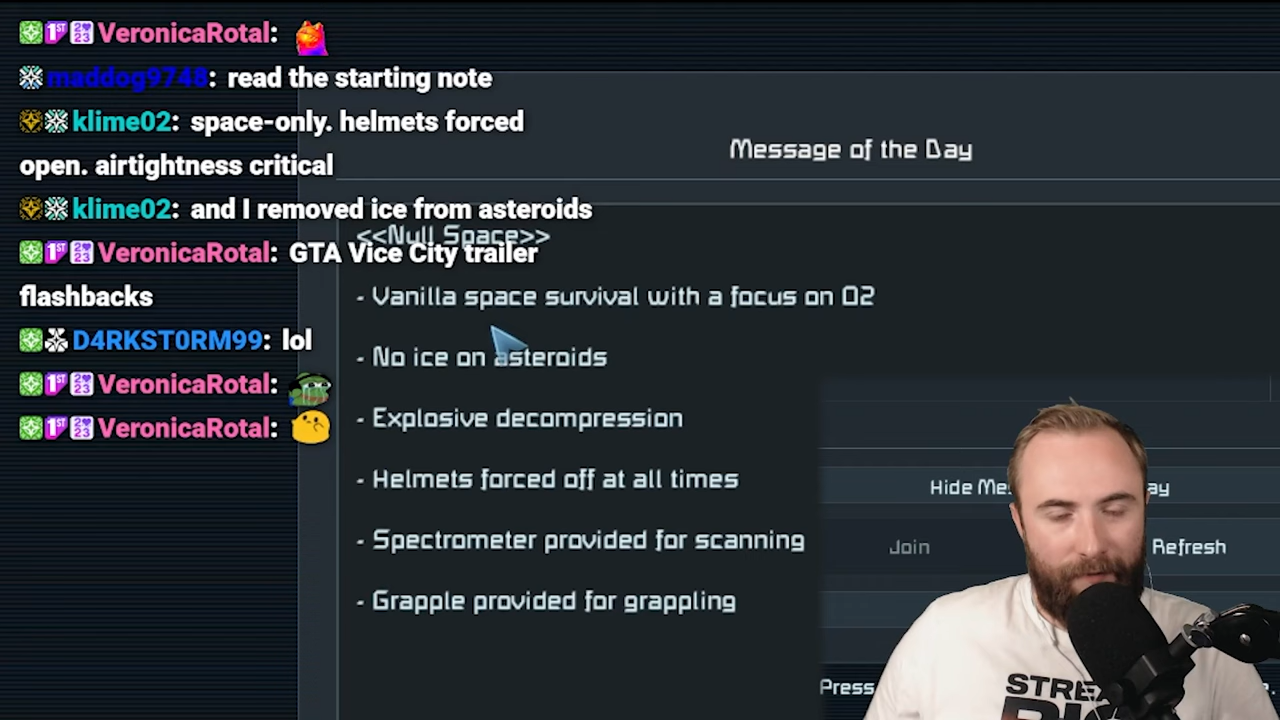 VeronicaRotal:
maddog9748: read the starting note
klime02: space-only. helmets forced
open. airtightness critical
klime02: and I removed ice from asteroids
VeronicaRotal: GTA Vice City trailer
flashbacks
D4RKST0RM99: lol
VeronicaRotal:
VeronicaRotal:
Message of the Day
<<Null Space>>
- Vanilla space survival with a focus on O2
- No ice on asteroids
- Explosive decompression
- Helmets forced off at all times
- Spectrometer provided for scanning
- Grapple provided for grappling
Hide
Join
Refresh
Press